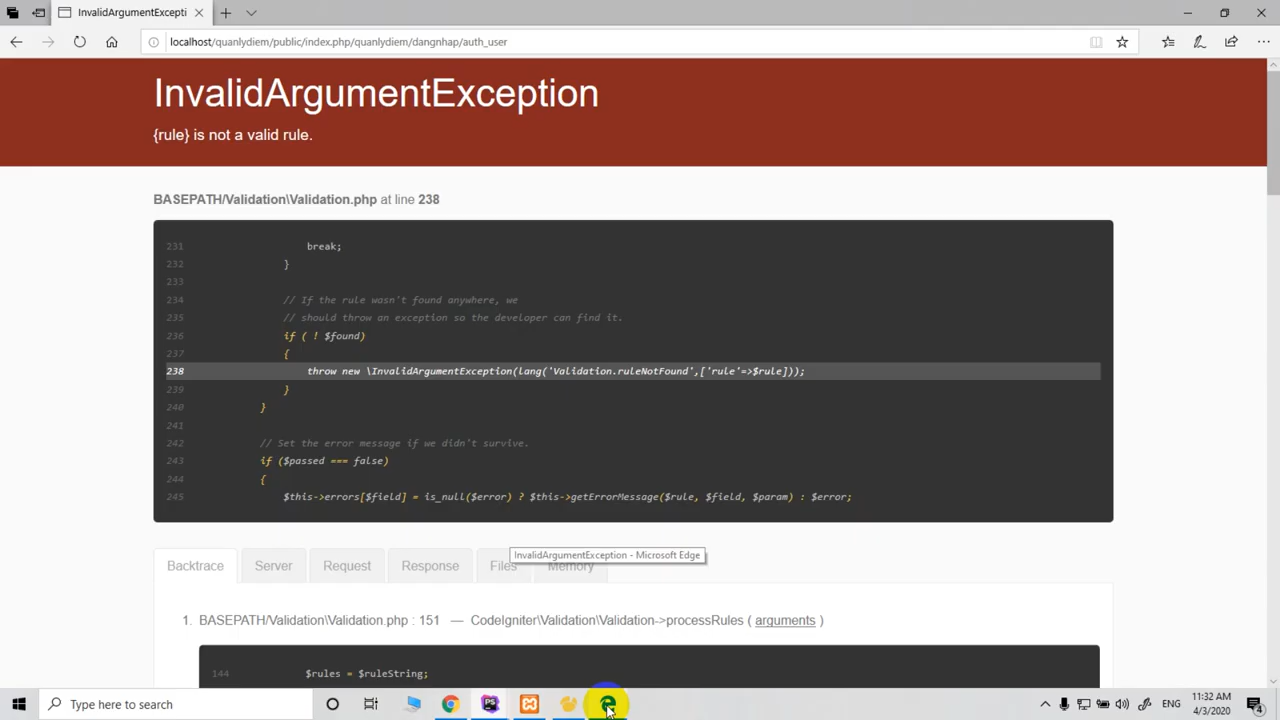 InvalidArgumentExcepti
localhost/quanlydiem/public/index.php/quanlydiem/dangnhap/auth_user
InvalidArgumentException
{rule} is not a valid rule.
BASEPATH/Validation\Validation.php at line 238
231 break;
232 }
233
234 // If the rule wasn't found anywhere, we
235 // should throw an exception so the developer can find it.
236 if ( ! $found)
237 {
238 throw new \InvalidArgumentException(lang('Validation.ruleNotFound',['rule'=>$rule]));
239 }
240 }
241
242 // Set the error message if we didn't survive.
243 if ($passed === false)
244 {
245 $this->errors[$field] = is_null($error) ? $this->getErrorMessage($rule, $field, $param) : $error;
InvalidArgumentException - Microsoft Edge
Backtrace Server Request Response Files Memory
1. BASEPATH/Validation\Validation.php : 151 — CodeIgniter\Validation\Validation->processRules ( arguments )
144 $rules = $ruleString;
Type here to search
PS
ENG
11:32 AM
4/3/2020
4